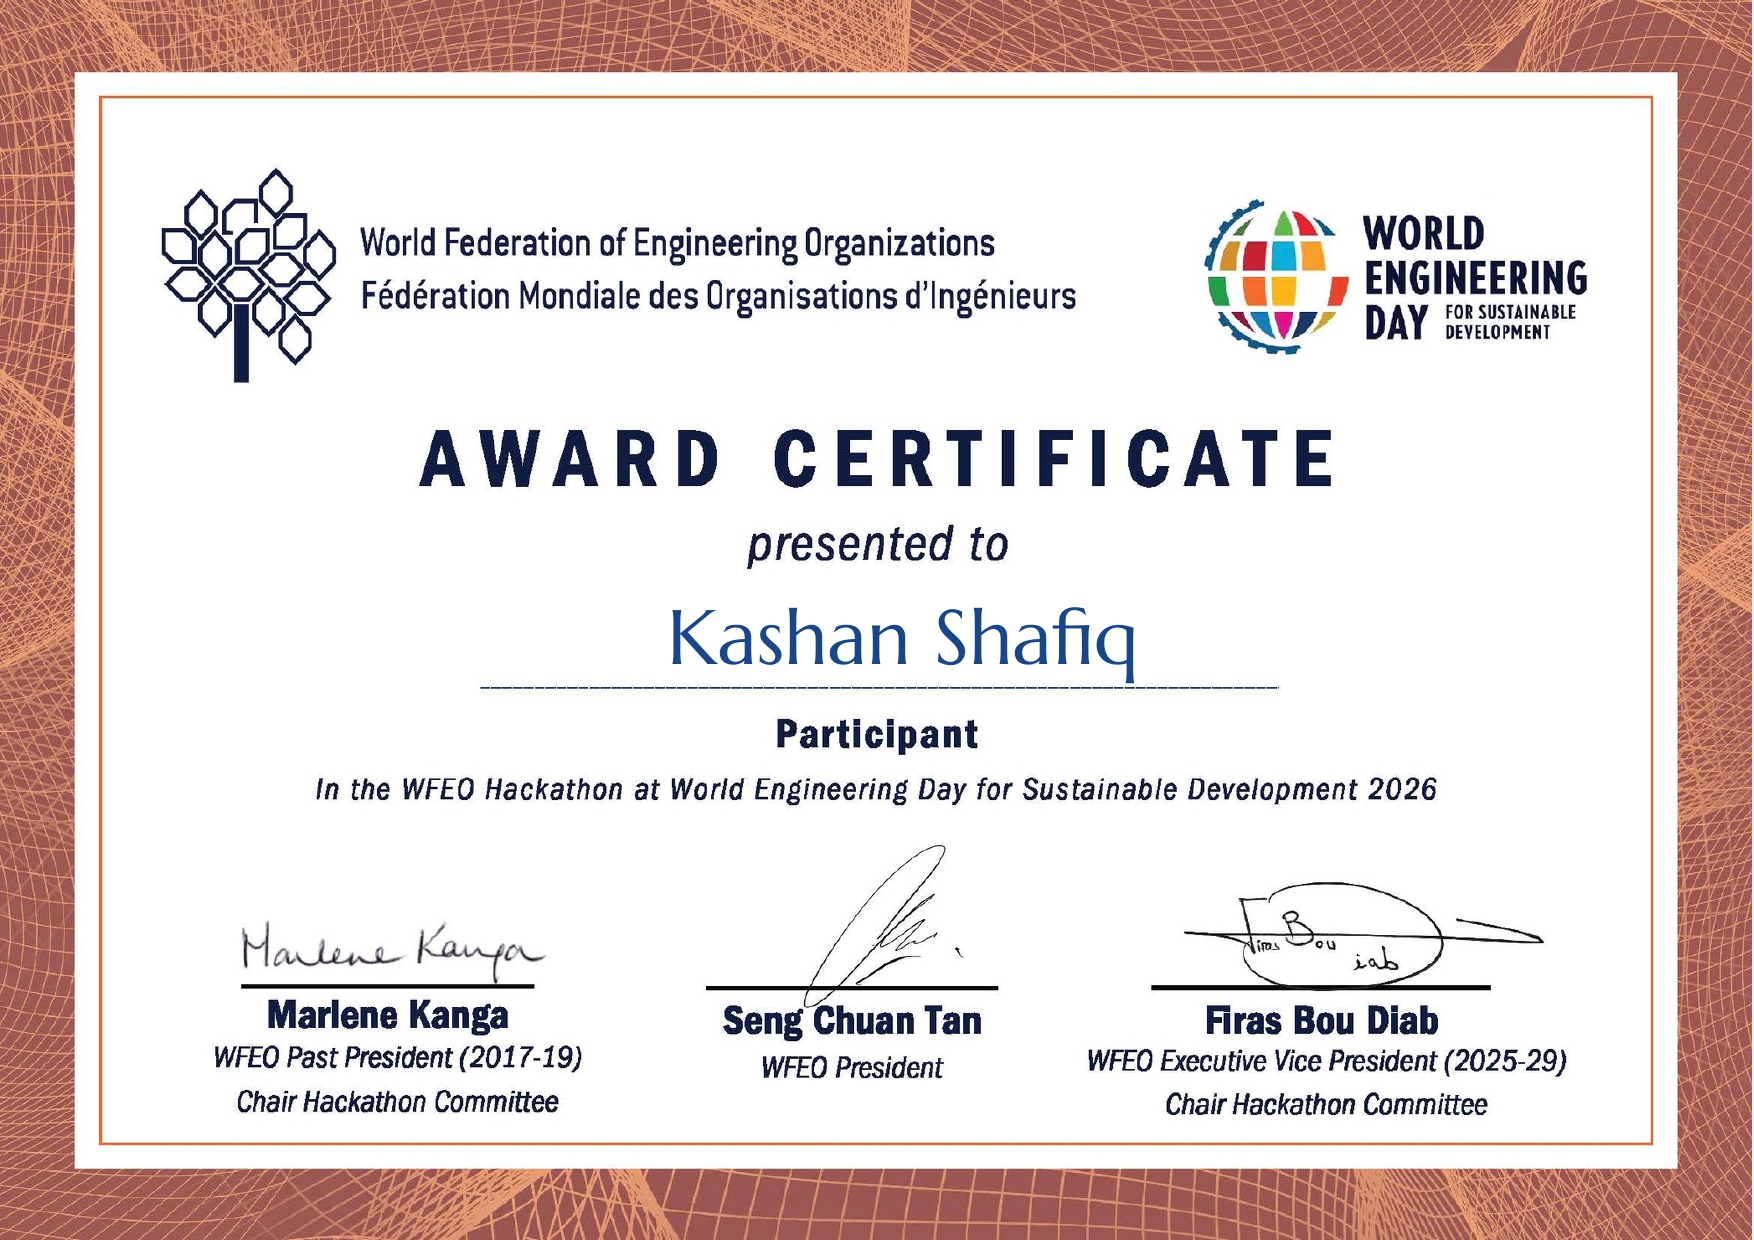 World Federation of Engineering Organizations
Fédération Mondiale des Organisations d'Ingénieurs
WORLD
ENGINEERING
DAY FOR SUSTAINABLE
DEVELOPMENT
AWARD CERTIFICATE
presented to
Kashan Shafiq
Participant
In the WFEO Hackathon at World Engineering Day for Sustainable Development 2026
Marlene Kanga
Firas Bou
iab
Marlene Kanga
WFEO Past President (2017-19)
Chair Hackathon Committee
Seng Chuan Tan
WFEO President
Firas Bou Diab
WFEO Executive Vice President (2025-29)
Chair Hackathon Committee